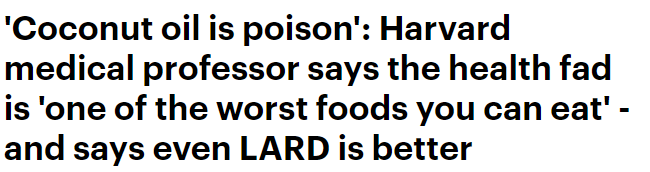 'Coconut oil is poison': Harvard
medical professor says the health fad
is 'one of the worst foods you can eat' -
and says even LARD is better